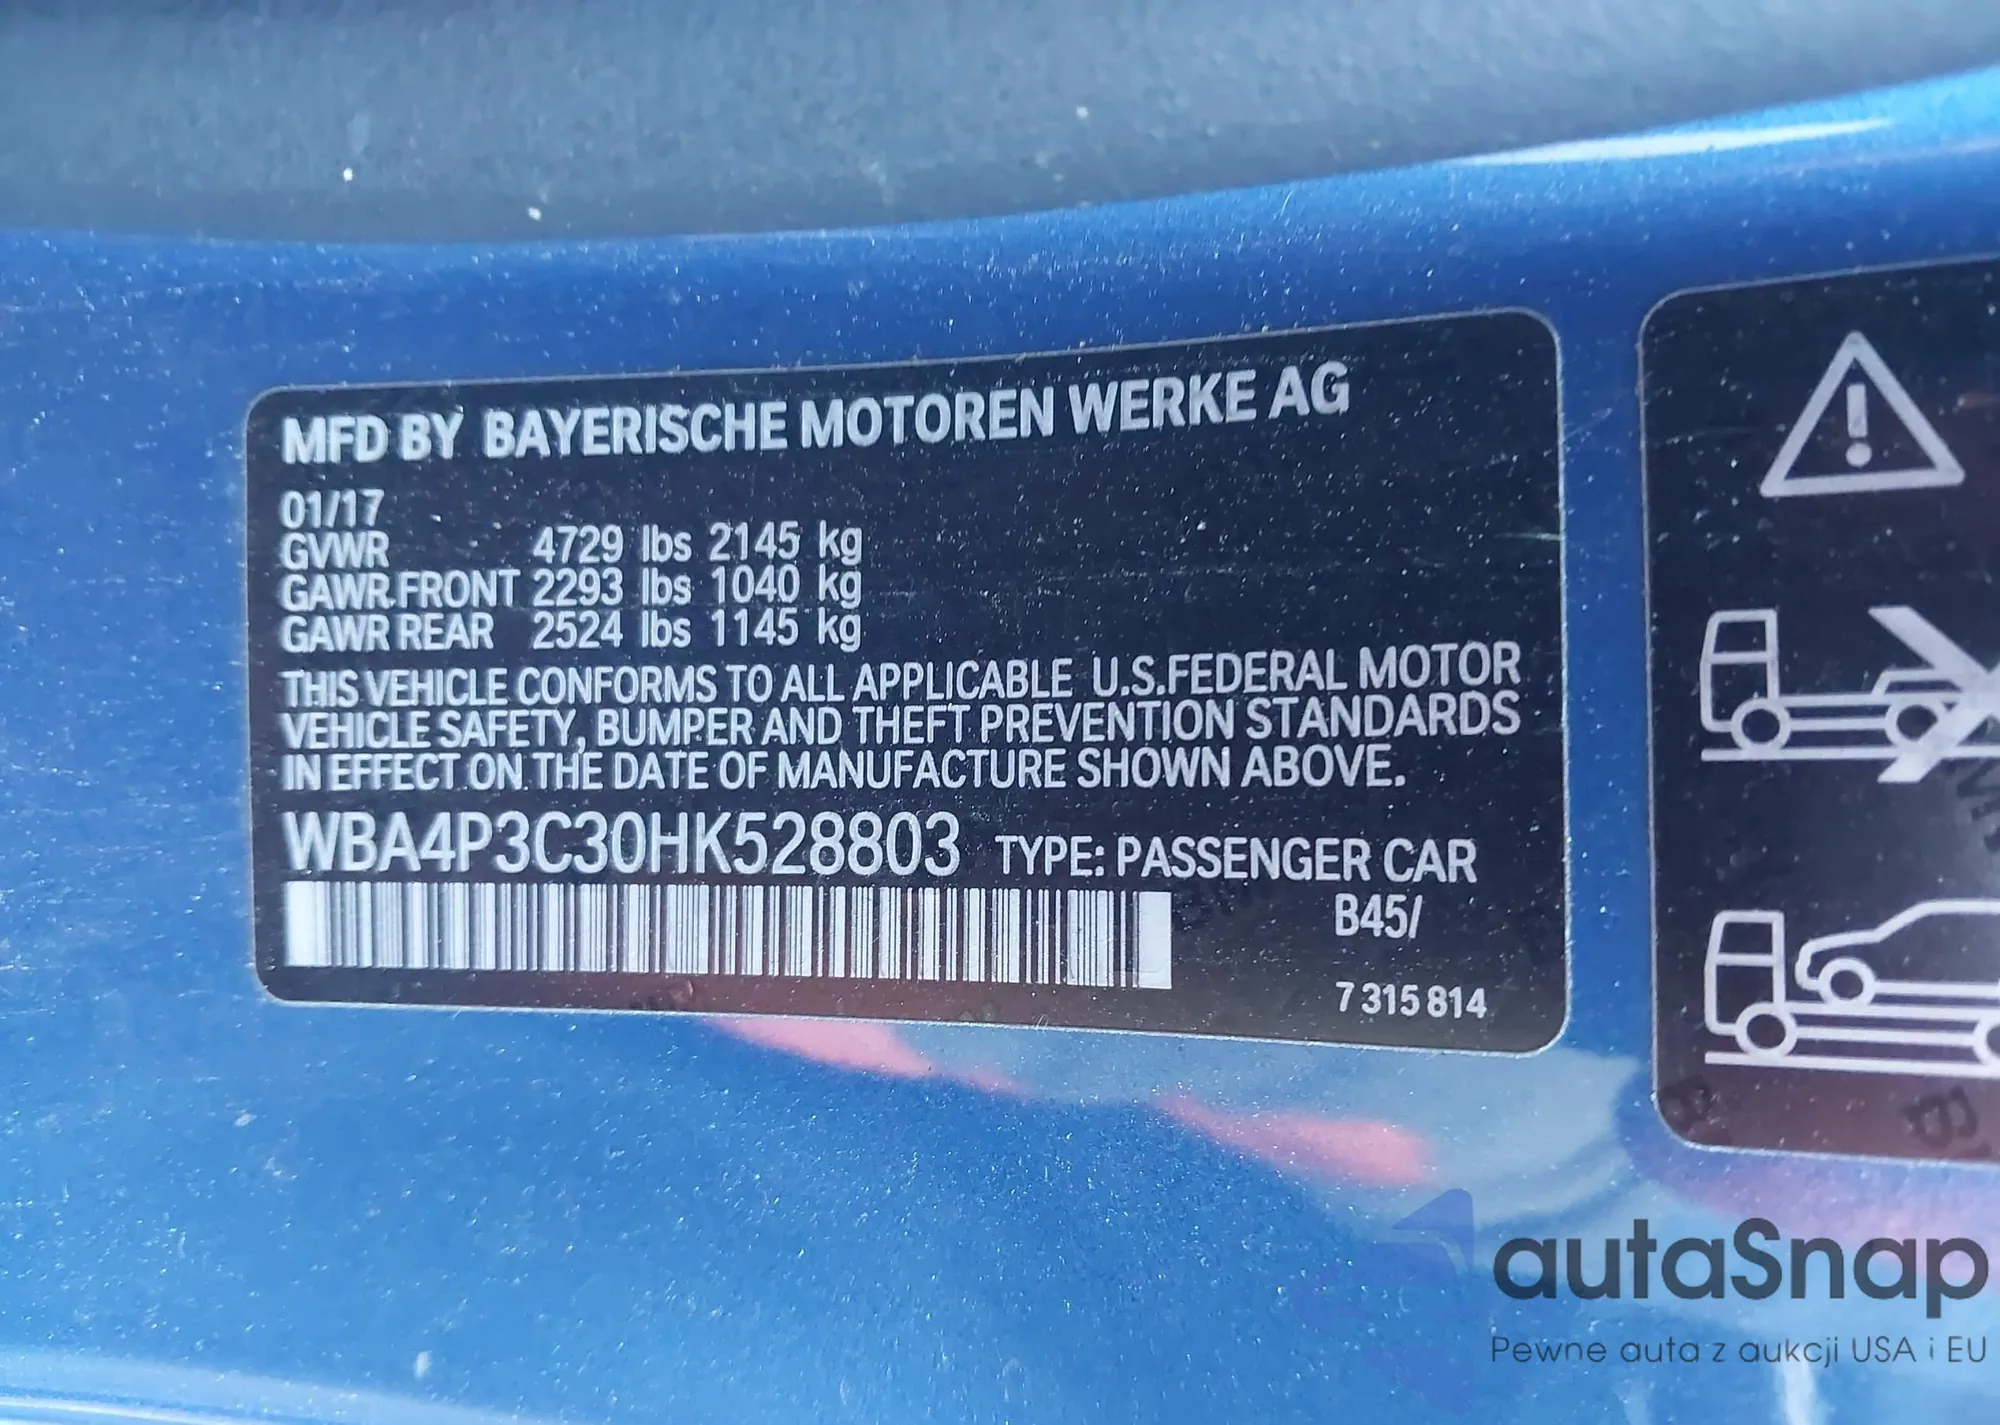 MFD BY BAYERISCHE MOTOREN WERKE AG
01/17
GVWR 4729 lbs 2145 kg
GAWR FRONT 2293 lbs 1040 kg
GAWR REAR 2524 lbs 1145 kg
THIS VEHICLE CONFORMS TO ALL APPLICABLE U.S.FEDERAL MOTOR
VEHICLE SAFETY, BUMPER AND THEFT PREVENTION STANDARDS
IN EFFECT ON THE DATE OF MANUFACTURE SHOWN ABOVE.
WBA4P3C30HK528803 TYPE: PASSENGER CAR
B45/
7 315 814
autaSnap
Pewne auta z aukcji USA i EU